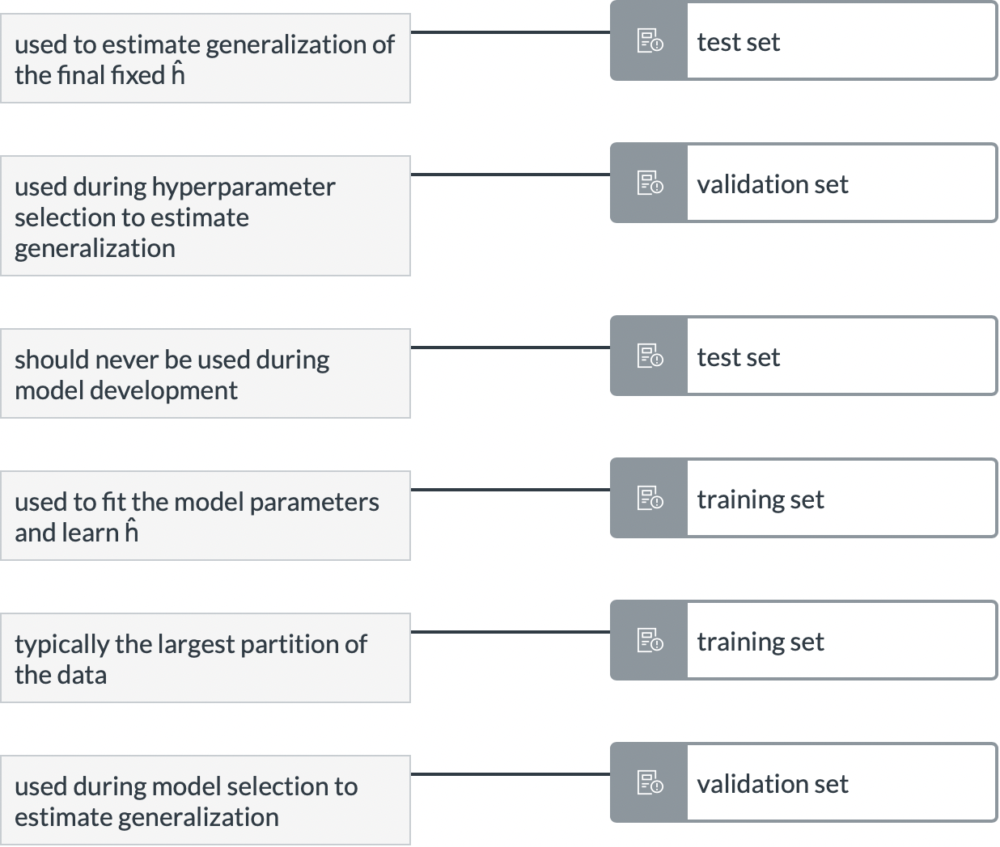 used to estimate generalization of
the final fixed ĥ
test set
used during hyperparameter
selection to estimate
generalization
validation set
should never be used during
model development
test set
used to fit the model parameters
and learn ĥ
training set
typically the largest partition of
the data
training set
used during model selection to
estimate generalization
validation set